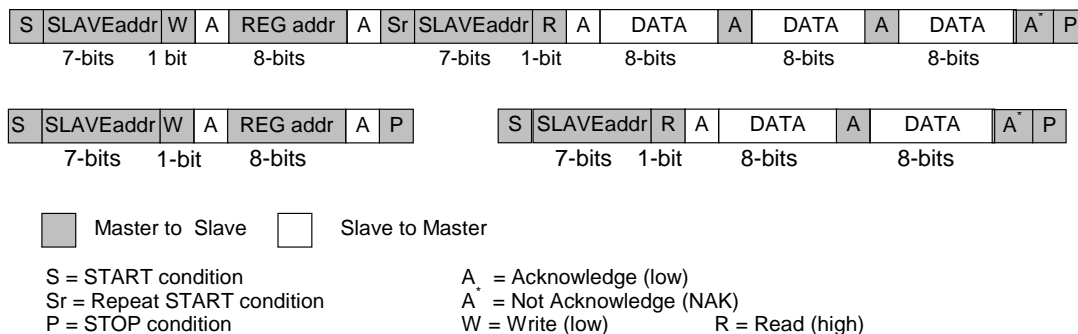 S SLAVEaddr W A REG addr A Sr SLAVEaddr R A DATA A DATA A DATA A* P
7-bits 1 bit 8-bits 7-bits 1-bit 8-bits 8-bits 8-bits
S SLAVEaddr W A REG addr A P
7-bits 1-bit 8-bits
S SLAVEaddr R A DATA A DATA A* P
7-bits 1-bit 8-bits 8-bits
Master to Slave Slave to Master
S = START condition
Sr = Repeat START condition
P = STOP condition
A = Acknowledge (low)
A* = Not Acknowledge (NAK)
W = Write (low) R = Read (high)